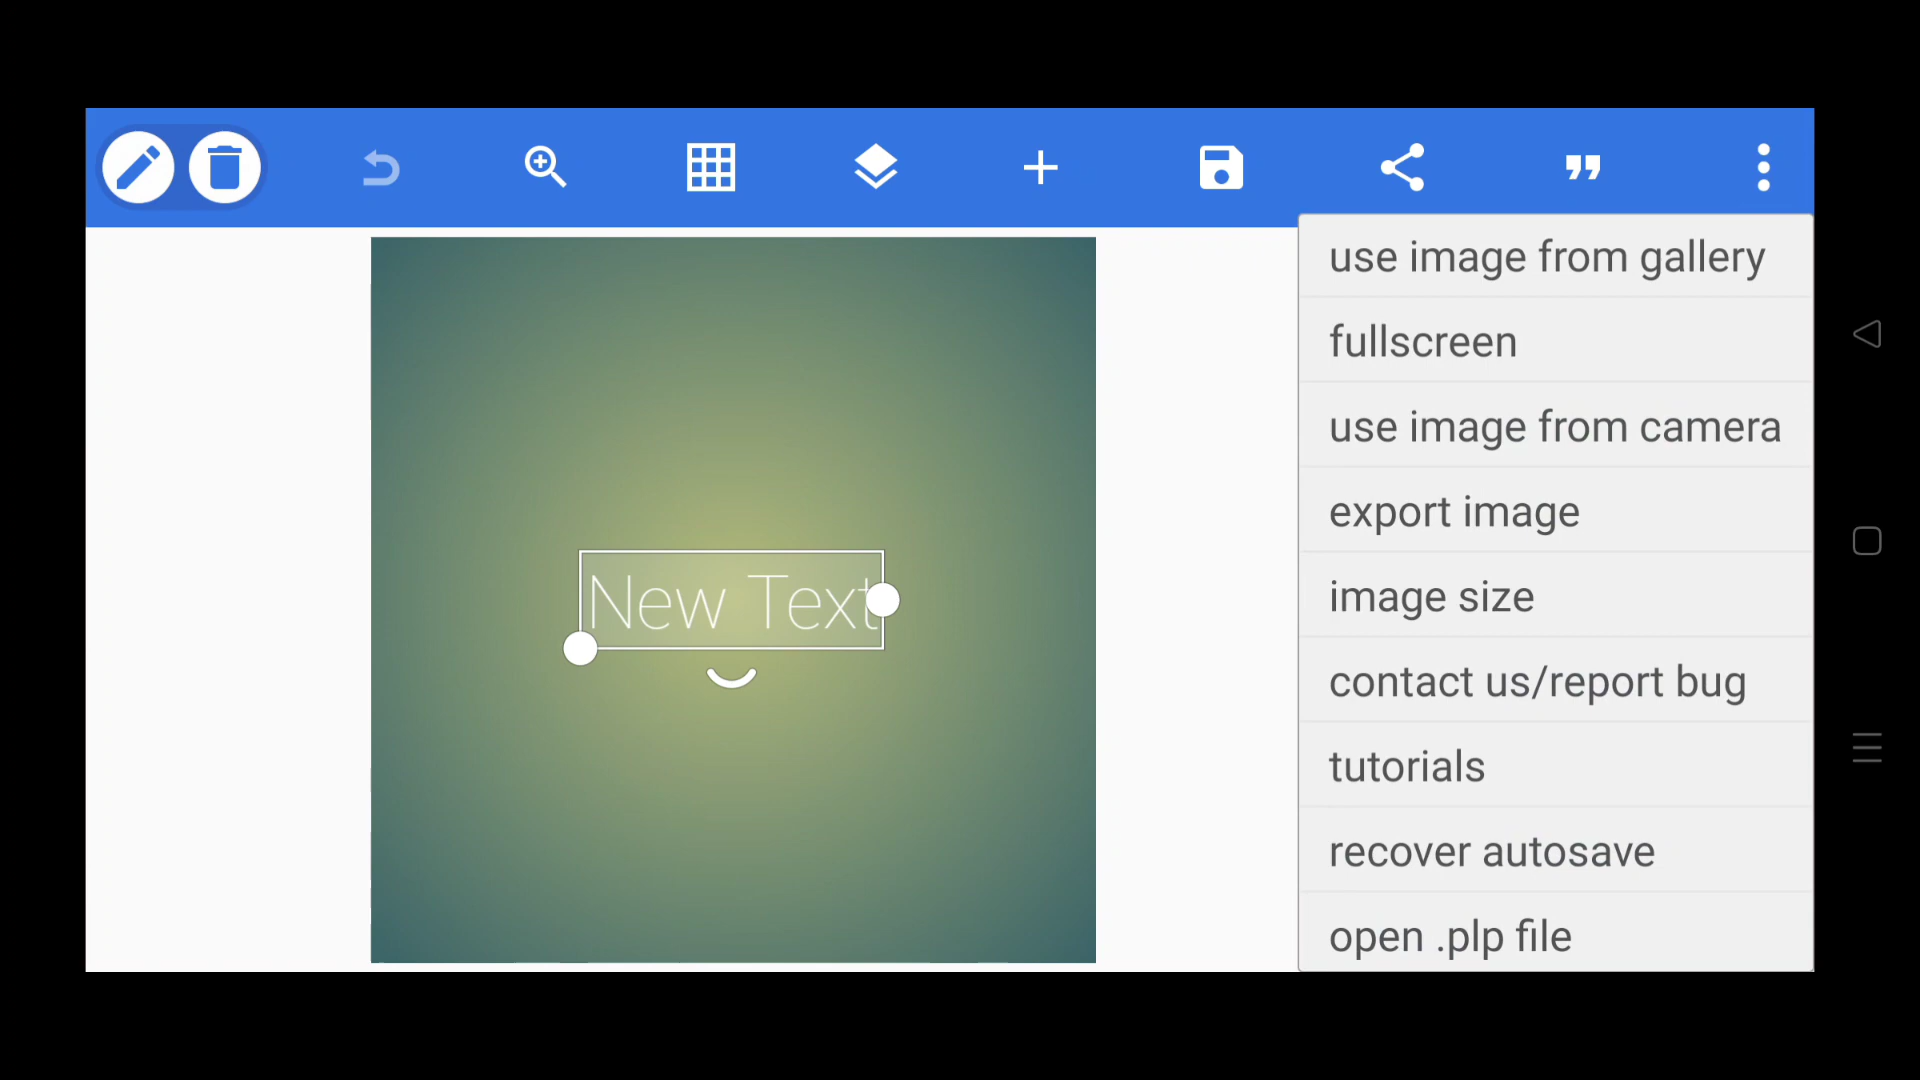 New Text
use image from gallery
fullscreen
use image from camera
export image
image size
contact us/report bug
tutorials
recover autosave
open .plp file